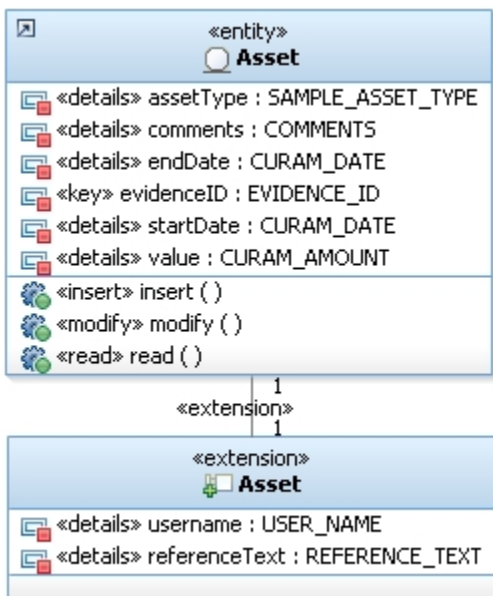 «entity»
Asset
«details» assetType : SAMPLE_ASSET_TYPE
«details» comments : COMMENTS
«details» endDate : CURAM_DATE
«key» evidenceID : EVIDENCE_ID
«details» startDate : CURAM_DATE
«details» value : CURAM_AMOUNT
«insert» insert ( )
«modify» modify ( )
«read» read ( )
1
«extension»
1
«extension»
Asset
«details» username : USER_NAME
«details» referenceText : REFERENCE_TEXT